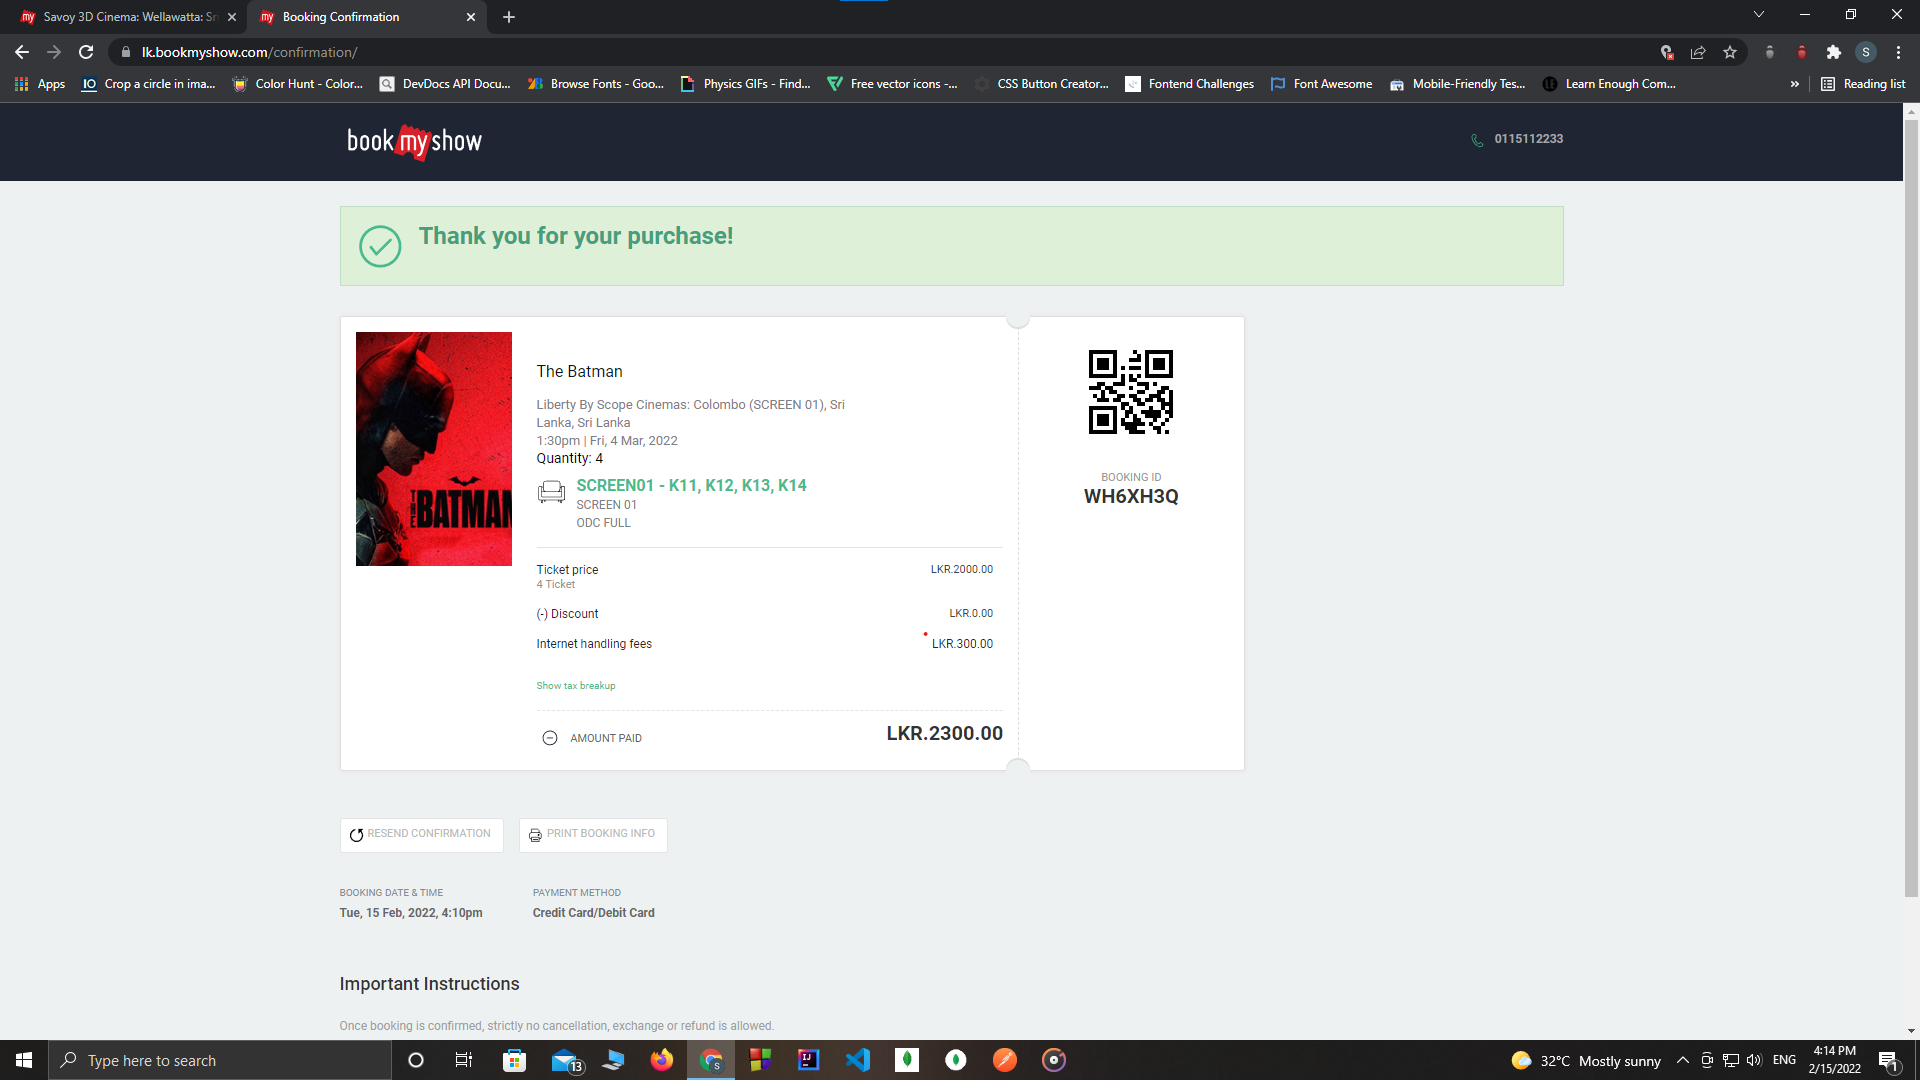 Savoy 3D Cinema: Wellawatta: Sri
Booking Confirmation
lk.bookmyshow.com/confirmation/
S
Apps
IO Crop a circle in ima...
Color Hunt - Color...
DevDocs API Docu...
Browse Fonts - Goo...
Physics GIFs - Find...
Free vector icons -...
CSS Button Creator...
Fontend Challenges
Font Awesome
Mobile-Friendly Tes...
Learn Enough Com...
»
Reading list
book my show
0115112233
Thank you for your purchase!
THE BATMAN
The Batman
Liberty By Scope Cinemas: Colombo (SCREEN 01), Sri
Lanka, Sri Lanka
1:30pm | Fri, 4 Mar, 2022
Quantity: 4
SCREEN01 - K11, K12, K13, K14
SCREEN 01
ODC FULL
Ticket price LKR.2000.00
4 Ticket
(-) Discount LKR.0.00
Internet handling fees LKR.300.00
Show tax breakup
AMOUNT PAID LKR.2300.00
BOOKING ID
WH6XH3Q
RESEND CONFIRMATION
PRINT BOOKING INFO
BOOKING DATE & TIME
Tue, 15 Feb, 2022, 4:10pm
PAYMENT METHOD
Credit Card/Debit Card
Important Instructions
Once booking is confirmed, strictly no cancellation, exchange or refund is allowed.
Type here to search
13
S
IJ
32°C Mostly sunny
ENG
4:14 PM
2/15/2022
1